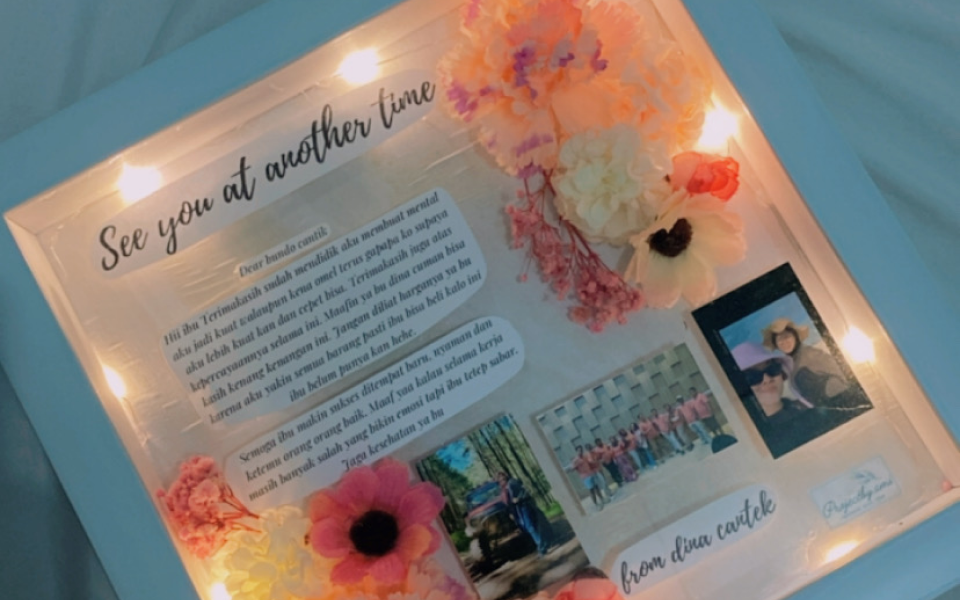 See you at another time
Dear bundo cantik
Hii ibu Terimakasih sudah mendidik aku membuat mental
aku jadi kuat walaupun kena omel terus gapapa ko supaya
aku lebih kuat kan dan cepet bisa. Terimakasih juga atas
kepercayaannya selama ini. Maafin ya bu dina cuman bisa
kasih kenang kenangan ini. Jangan diliat harganya ya bu
karena aku yakin semua barang pasti ibu bisa beli kalo ini
ibu belum punya kan hehe.
Semoga ibu makin sukses ditempat baru, nyaman dan
ketemu orang orang baik. Maaf yaa kalau selama kerja
masih banyak salah yang bikin emosi tapi ibu tetep sabar.
Jaga kesehatan ya bu
from dina cantek